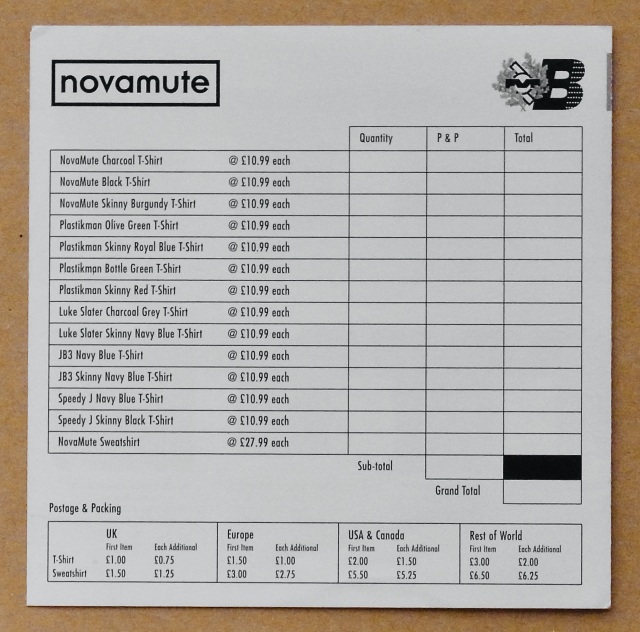 novamute
B
Quantity P & P Total
NovaMute Charcoal T-Shirt @ £10.99 each
NovaMute Black T-Shirt @ £10.99 each
NovaMute Skinny Burgundy T-Shirt @ £10.99 each
Plastikman Olive Green T-Shirt @ £10.99 each
Plastikman Skinny Royal Blue T-Shirt @ £10.99 each
Plastikman Bottle Green T-Shirt @ £10.99 each
Plastikman Skinny Red T-Shirt @ £10.99 each
Luke Slater Charcoal Grey T-Shirt @ £10.99 each
Luke Slater Skinny Navy Blue T-Shirt @ £10.99 each
JB3 Navy Blue T-Shirt @ £10.99 each
JB3 Skinny Navy Blue T-Shirt @ £10.99 each
Speedy J Navy Blue T-Shirt @ £10.99 each
Speedy J Skinny Black T-Shirt @ £10.99 each
NovaMute Sweatshirt @ £27.99 each
Sub-total
Grand Total
Postage & Packing
UK Europe USA & Canada Rest of World
First Item Each Additional First Item Each Additional First Item Each Additional First Item Each Additional
T-Shirt £1.00 £0.75 £1.50 £1.00 £2.00 £1.50 £3.00 £2.00
Sweatshirt £1.50 £1.25 £3.00 £2.75 £5.50 £5.25 £6.50 £6.25